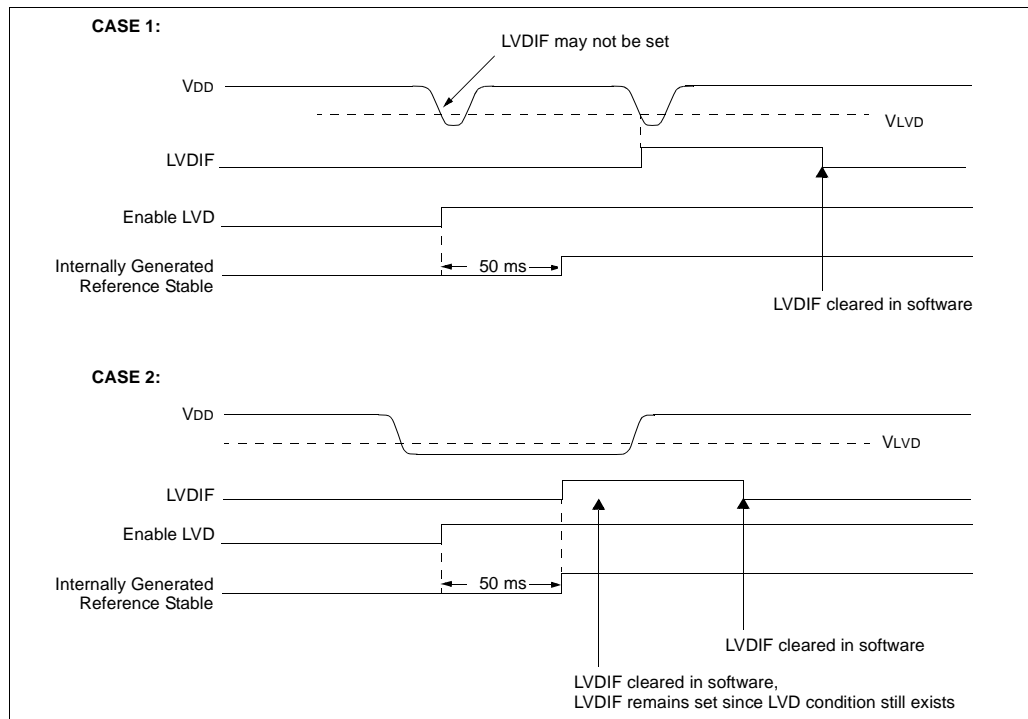 CASE 1:
LVDIF may not be set
VDD
VLVD
LVDIF
Enable LVD
50 ms
Internally Generated
Reference Stable
LVDIF cleared in software
CASE 2:
VDD
VLVD
LVDIF
Enable LVD
50 ms
Internally Generated
Reference Stable
LVDIF cleared in software
LVDIF cleared in software,
LVDIF remains set since LVD condition still exists